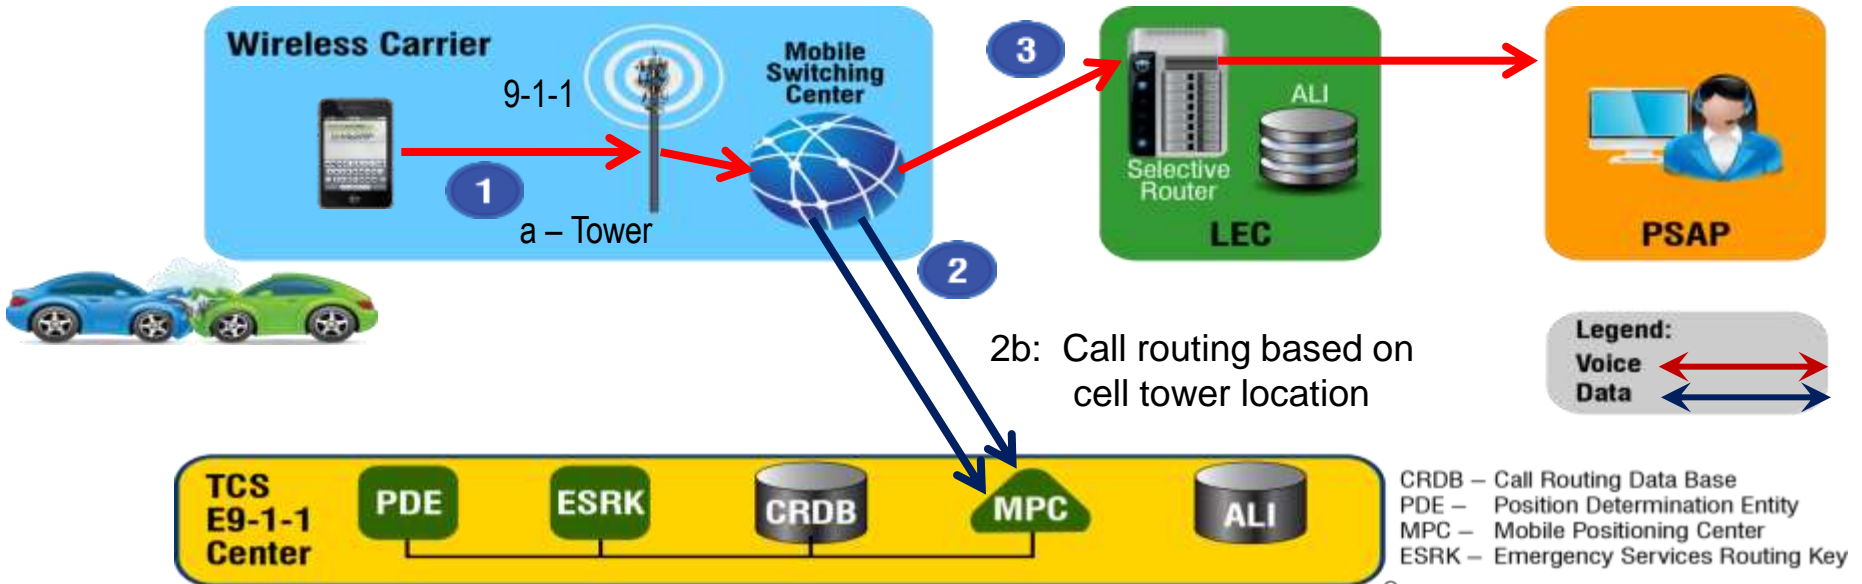 Wireless Carrier
9-1-1
Mobile
Switching
Center
1
a – Tower
2
3
ALI
Selective
Router
LEC
PSAP
2b: Call routing based on
cell tower location
Legend:
Voice
Data
TCS
E9-1-1
Center
PDE
ESRK
CRDB
MPC
ALI
CRDB – Call Routing Data Base
PDE – Position Determination Entity
MPC – Mobile Positioning Center
ESRK – Emergency Services Routing Key